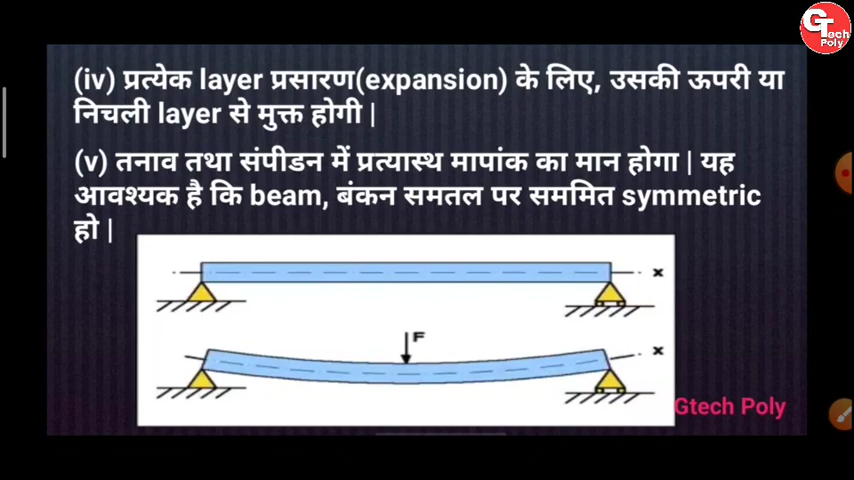 GTech Poly
(iv) प्रत्येक layer प्रसारण(expansion) के लिए, उसकी ऊपरी या
निचली layer से मुक्त होगी |
(v) तनाव तथा संपीडन में प्रत्यास्थ मापांक का मान होगा | यह
आवश्यक है कि beam, बंकन समतल पर सममित symmetric
हो |
x
F
x
Gtech Poly